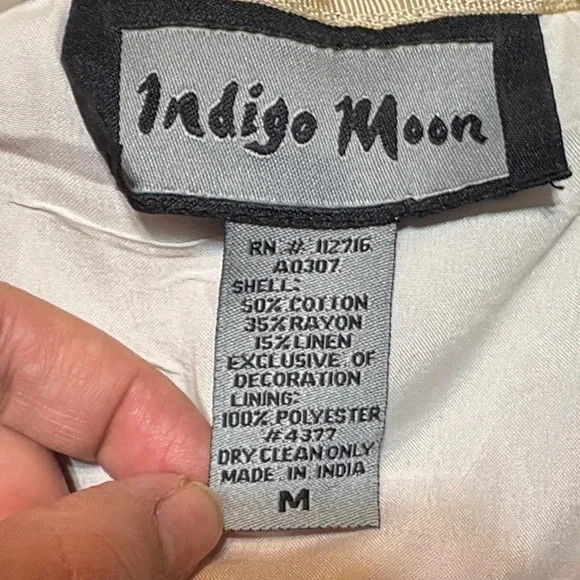 Indigo Moon
RN # 112716
A0307
SHELL:
50% COTTON
35% RAYON
15% LINEN
EXCLUSIVE OF
DECORATION
LINING:
100% POLYESTER
#4377
DRY CLEAN ONLY
MADE IN INDIA
M